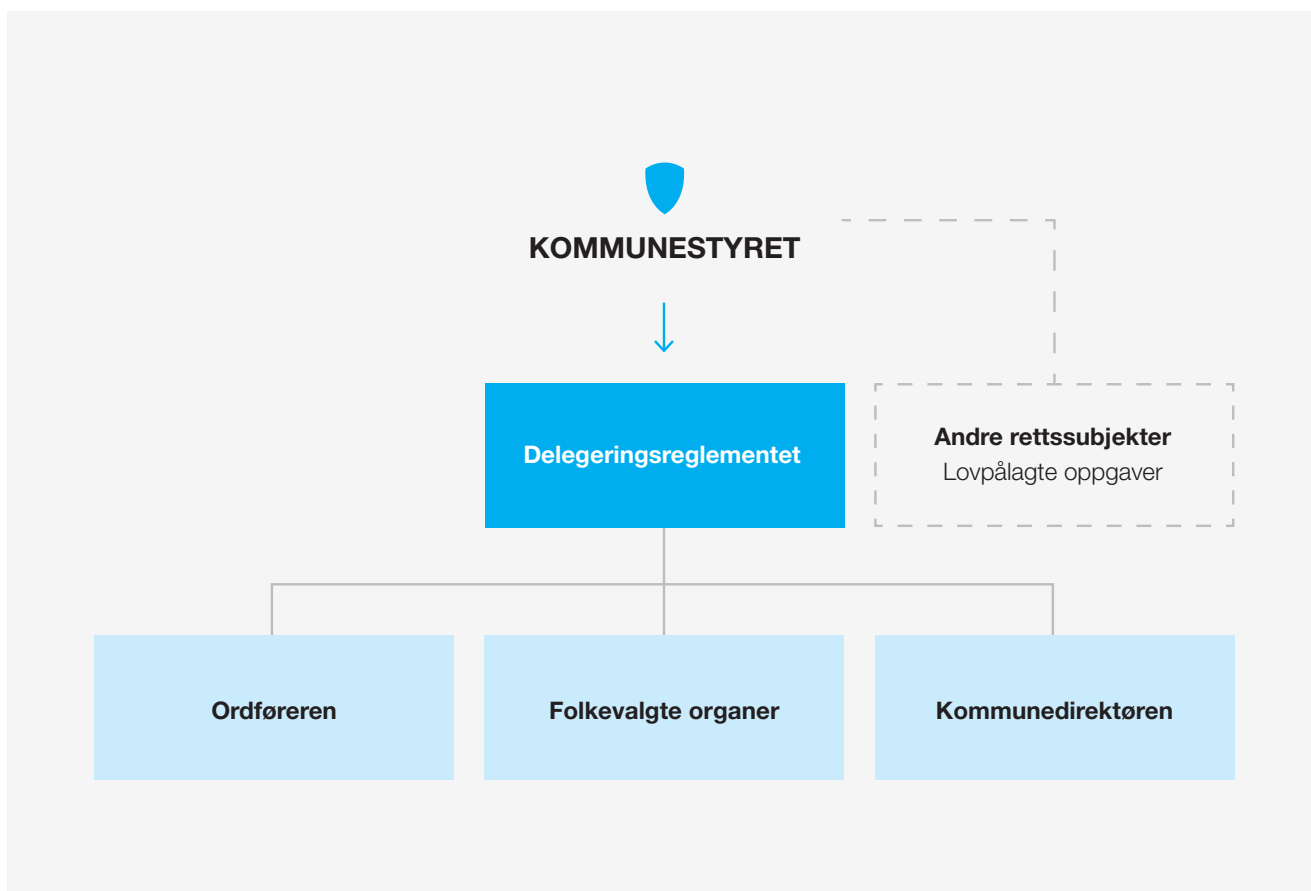 KOMMUNESTYRET
Delegeringsreglementet
Andre rettssubjekter
Lovpålagte oppgaver
Ordføreren
Folkevalgte organer
Kommunedirektøren